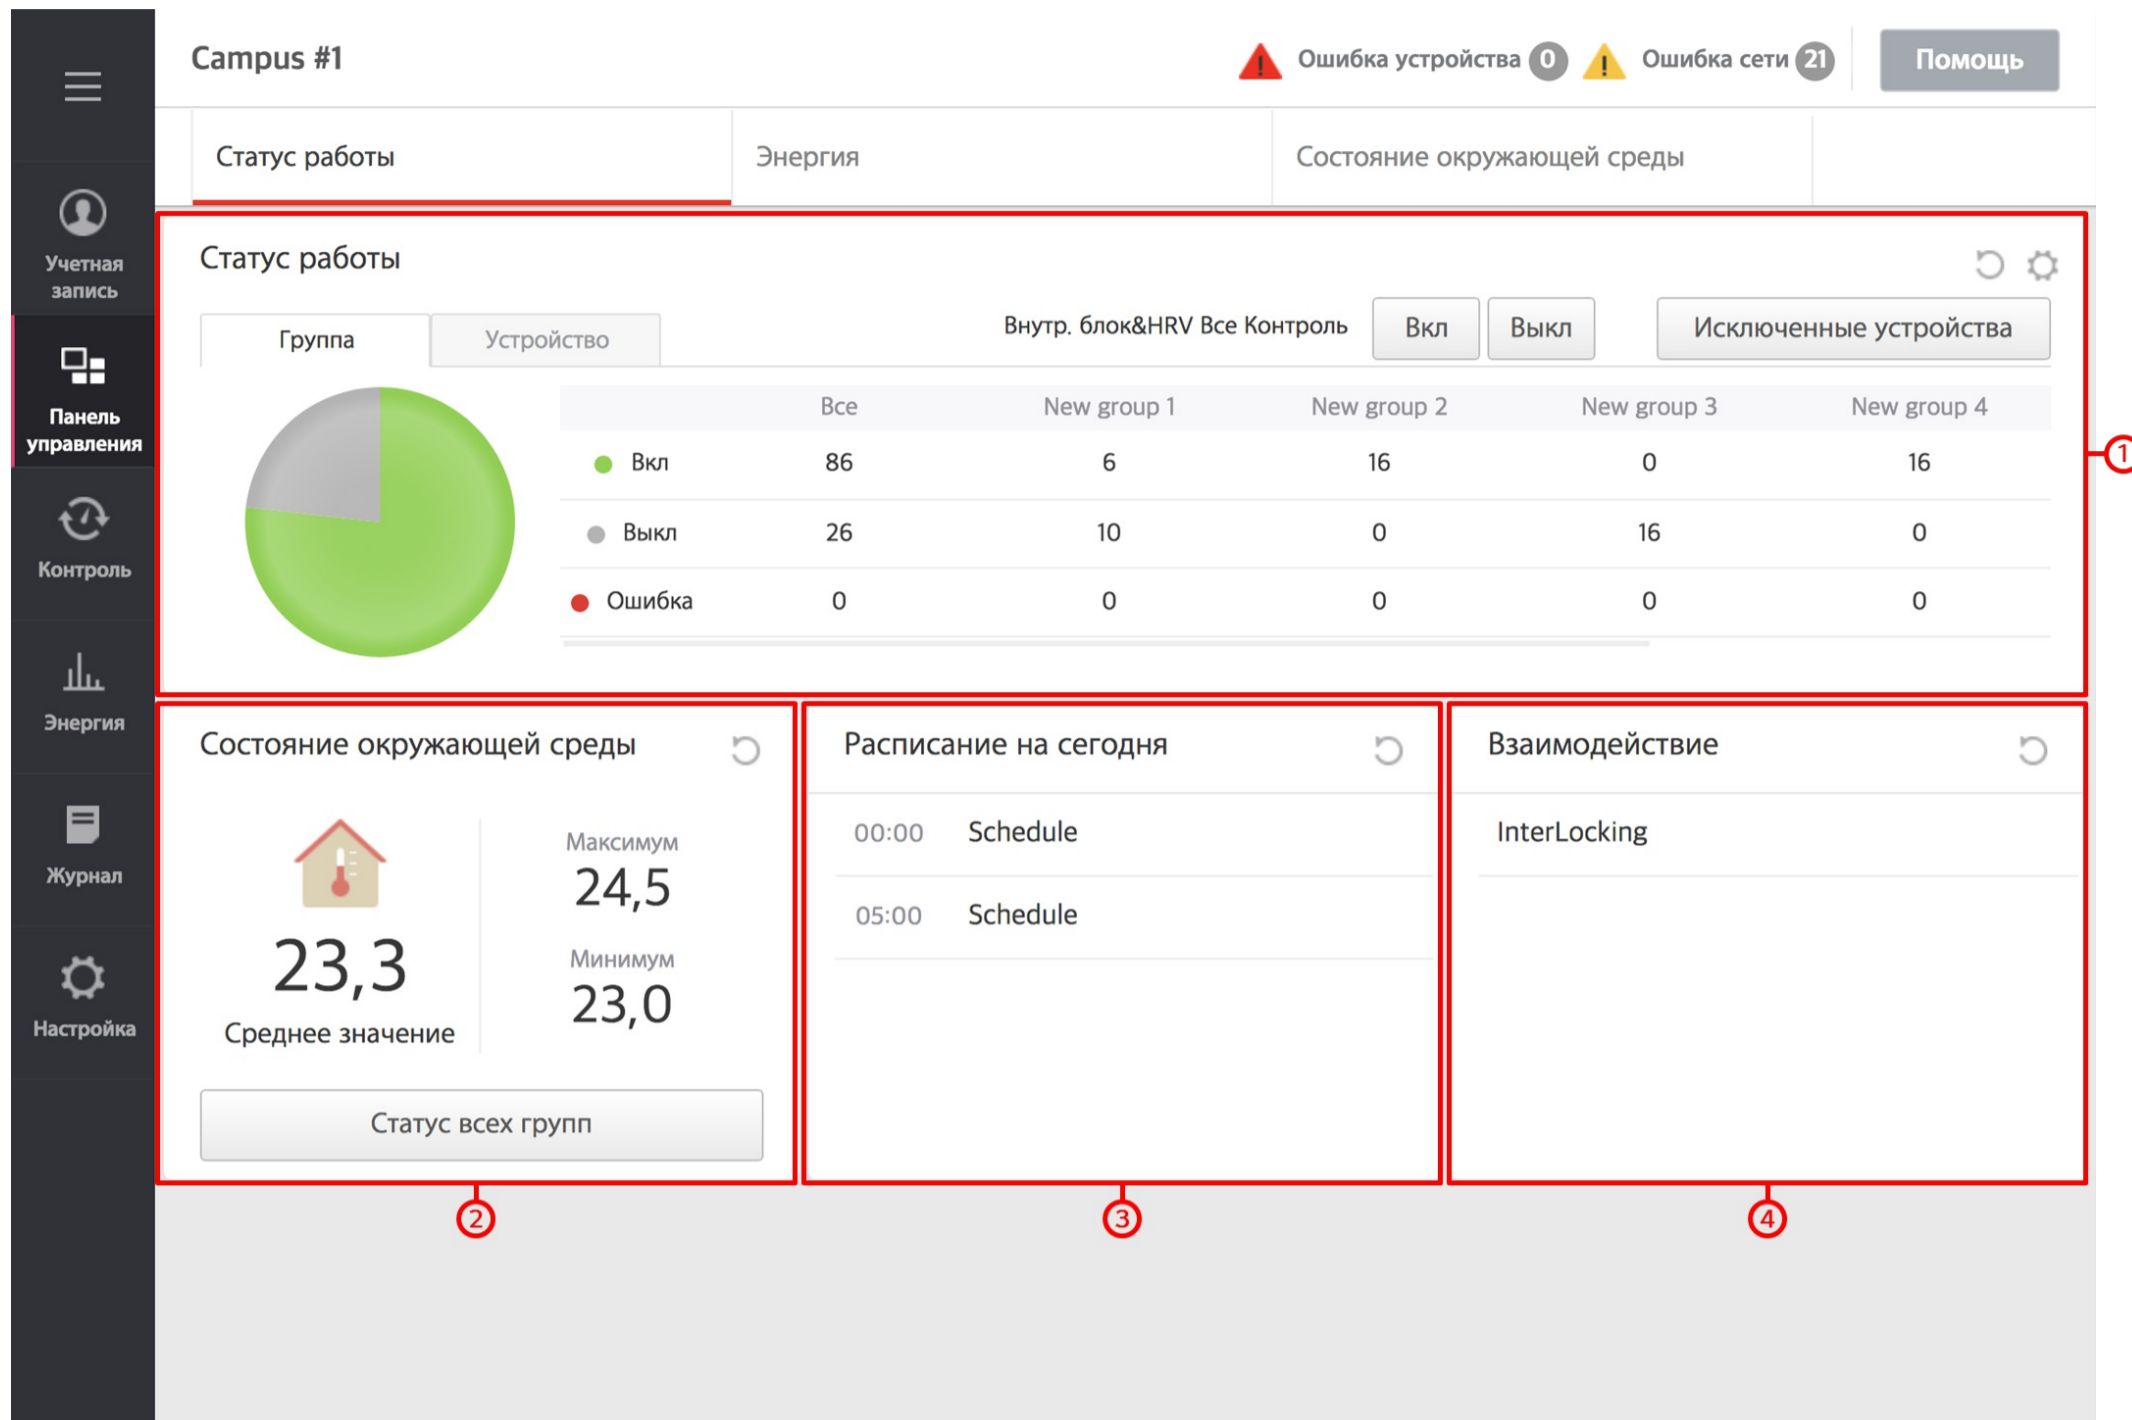 Campus #1
Ошибка устройства 0
Ошибка сети 21
Помощь
Учетная
запись
Панель
управления
Контроль
Энергия
Журнал
Настройка
Статус работы
Энергия
Состояние окружающей среды
Статус работы
Группа
Устройство
Внутр. блок&HRV Все Контроль
Вкл
Выкл
Исключенные устройства
Все New group 1 New group 2 New group 3 New group 4
Вкл 86 6 16 0 16
Выкл 26 10 0 16 0
Ошибка 0 0 0 0 0
1
Состояние окружающей среды
Максимум
24,5
Минимум
23,0
23,3
Среднее значение
Статус всех групп
2
Расписание на сегодня
00:00 Schedule
05:00 Schedule
3
Взаимодействие
InterLocking
4